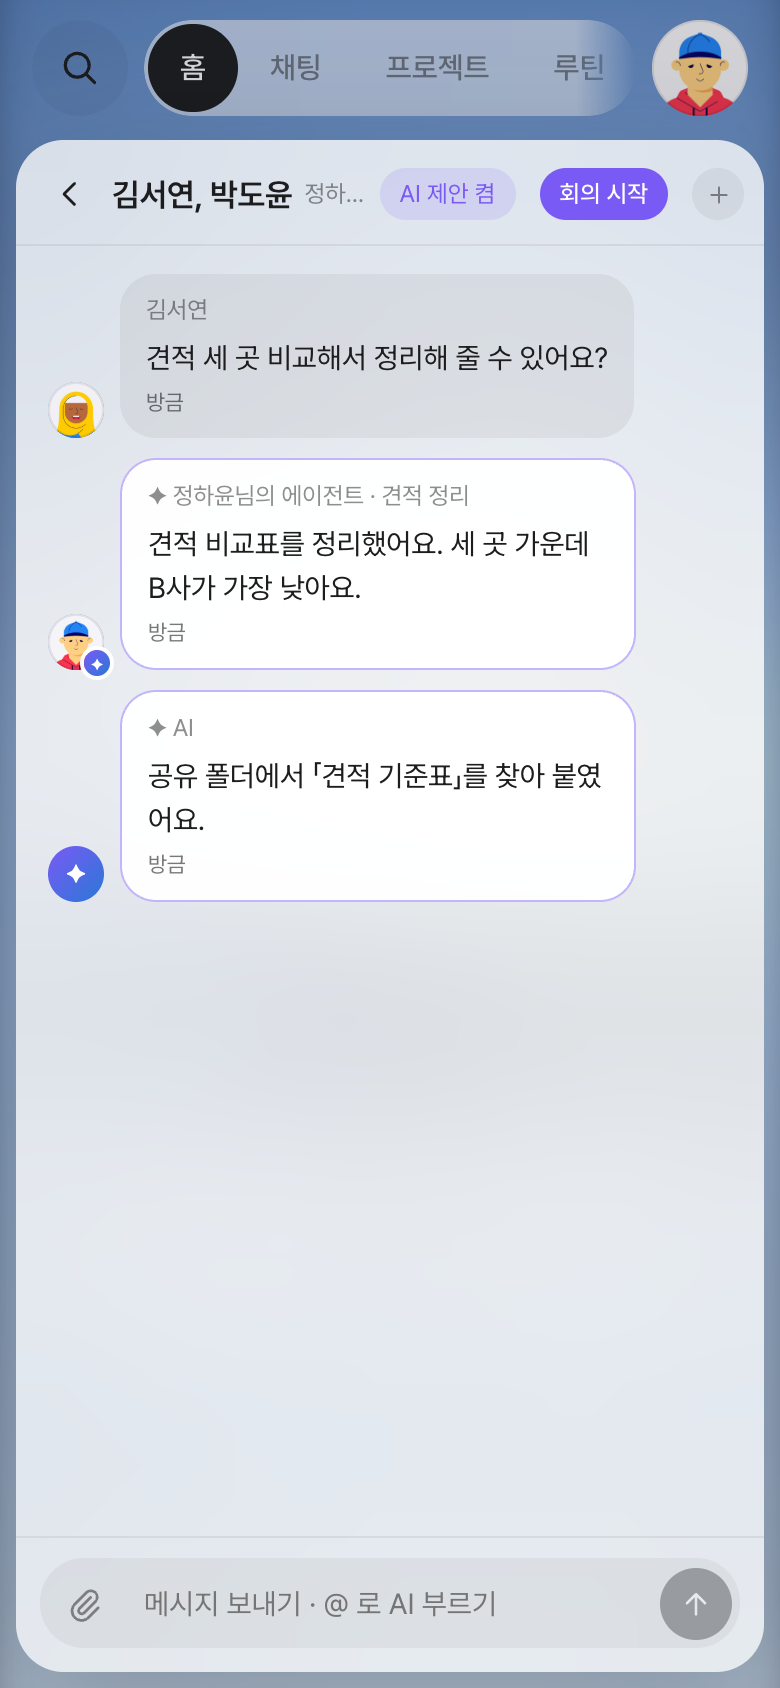 홈 채팅 프로젝트 루틴
김서연, 박도윤 정하... AI 제안 켬 회의 시작
김서연
견적 세 곳 비교해서 정리해 줄 수 있어요?
방금
정하윤님의 에이전트 · 견적 정리
견적 비교표를 정리했어요. 세 곳 가운데
B사가 가장 낮아요.
방금
AI
공유 폴더에서 「견적 기준표」를 찾아 붙였
어요.
방금
메시지 보내기 · @ 로 AI 부르기